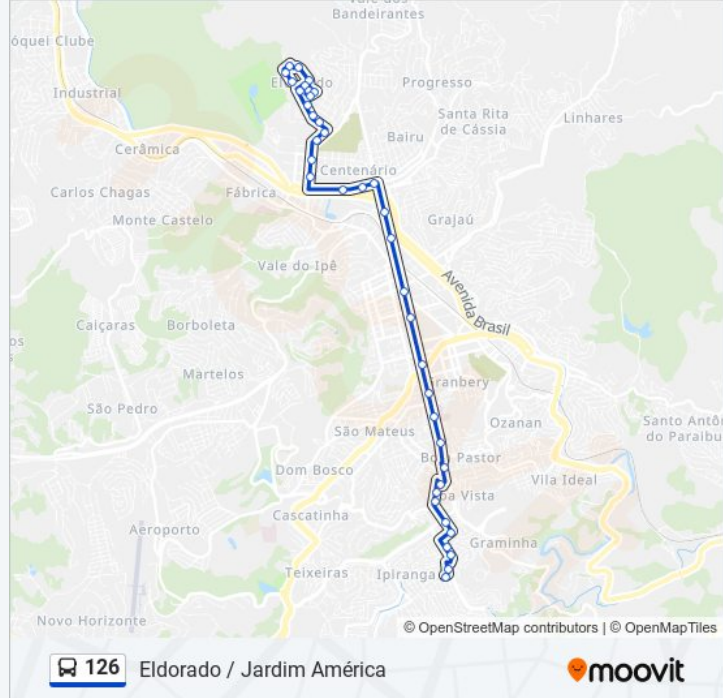 Vale dos
Bandeirantes
óquei Clube
Industrial
Progresso
Santa Rita
de Cássia
Linhares
Bairu
Cerâmica
Centenário
Carlos Chagas
Fábrica
Monte Castelo
Grajaú
Vale do Ipê
Avenida Brasil
Caiçaras
Borboleta
os
Martelos
São Pedro
Granbery
Ozanan
Santo Antôn
do Paraibu
São Mateus
Bom Pastor
Dom Bosco
Vila Ideal
Boa Vista
Cascatinha
Aeroporto
Graminha
Teixeiras
Ipiranga
Novo Horizonte
© OpenStreetMap contributors | © OpenMapTiles
126 Eldorado / Jardim América
moovit